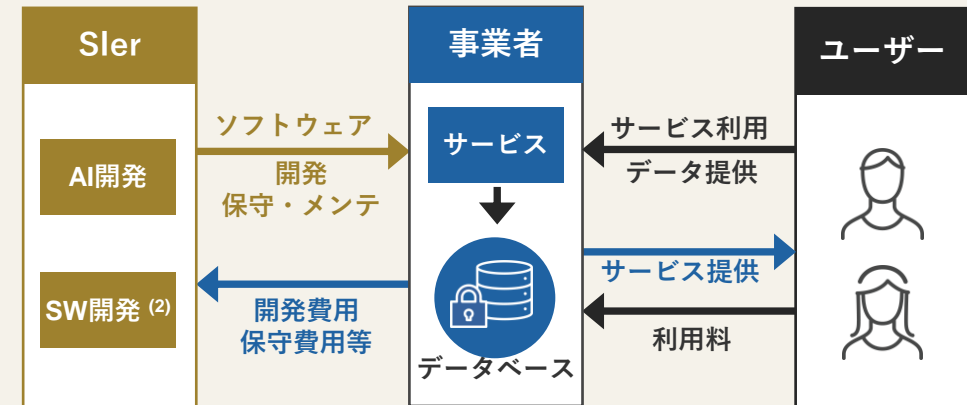 SIer
AI開発
SW開発 (2)
ソフトウェア
開発
保守・メンテ
開発費用
保守費用等
事業者
サービス
データベース
サービス利用
データ提供
サービス提供
利用料
ユーザー